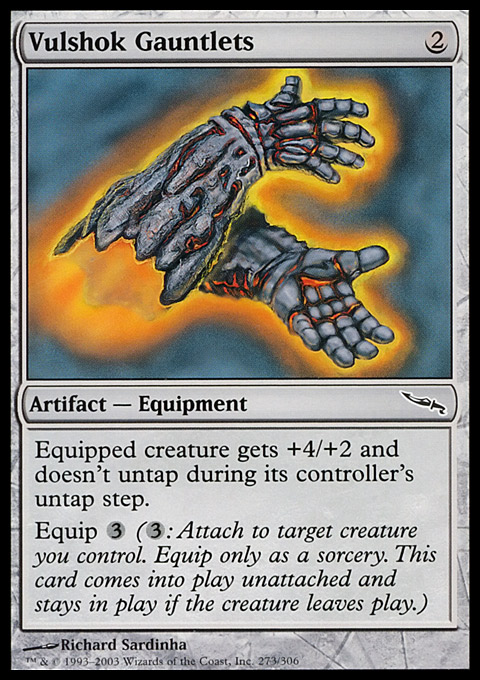 Vulshok Gauntlets 2
Artifact — Equipment
Equipped creature gets +4/+2 and
doesn't untap during its controller's
untap step.
Equip 3 (3: Attach to target creature
you control. Equip only as a sorcery. This
card comes into play unattached and
stays in play if the creature leaves play.)
Richard Sardinha
™ & © 1993–2003 Wizards of the Coast, Inc. 273/306